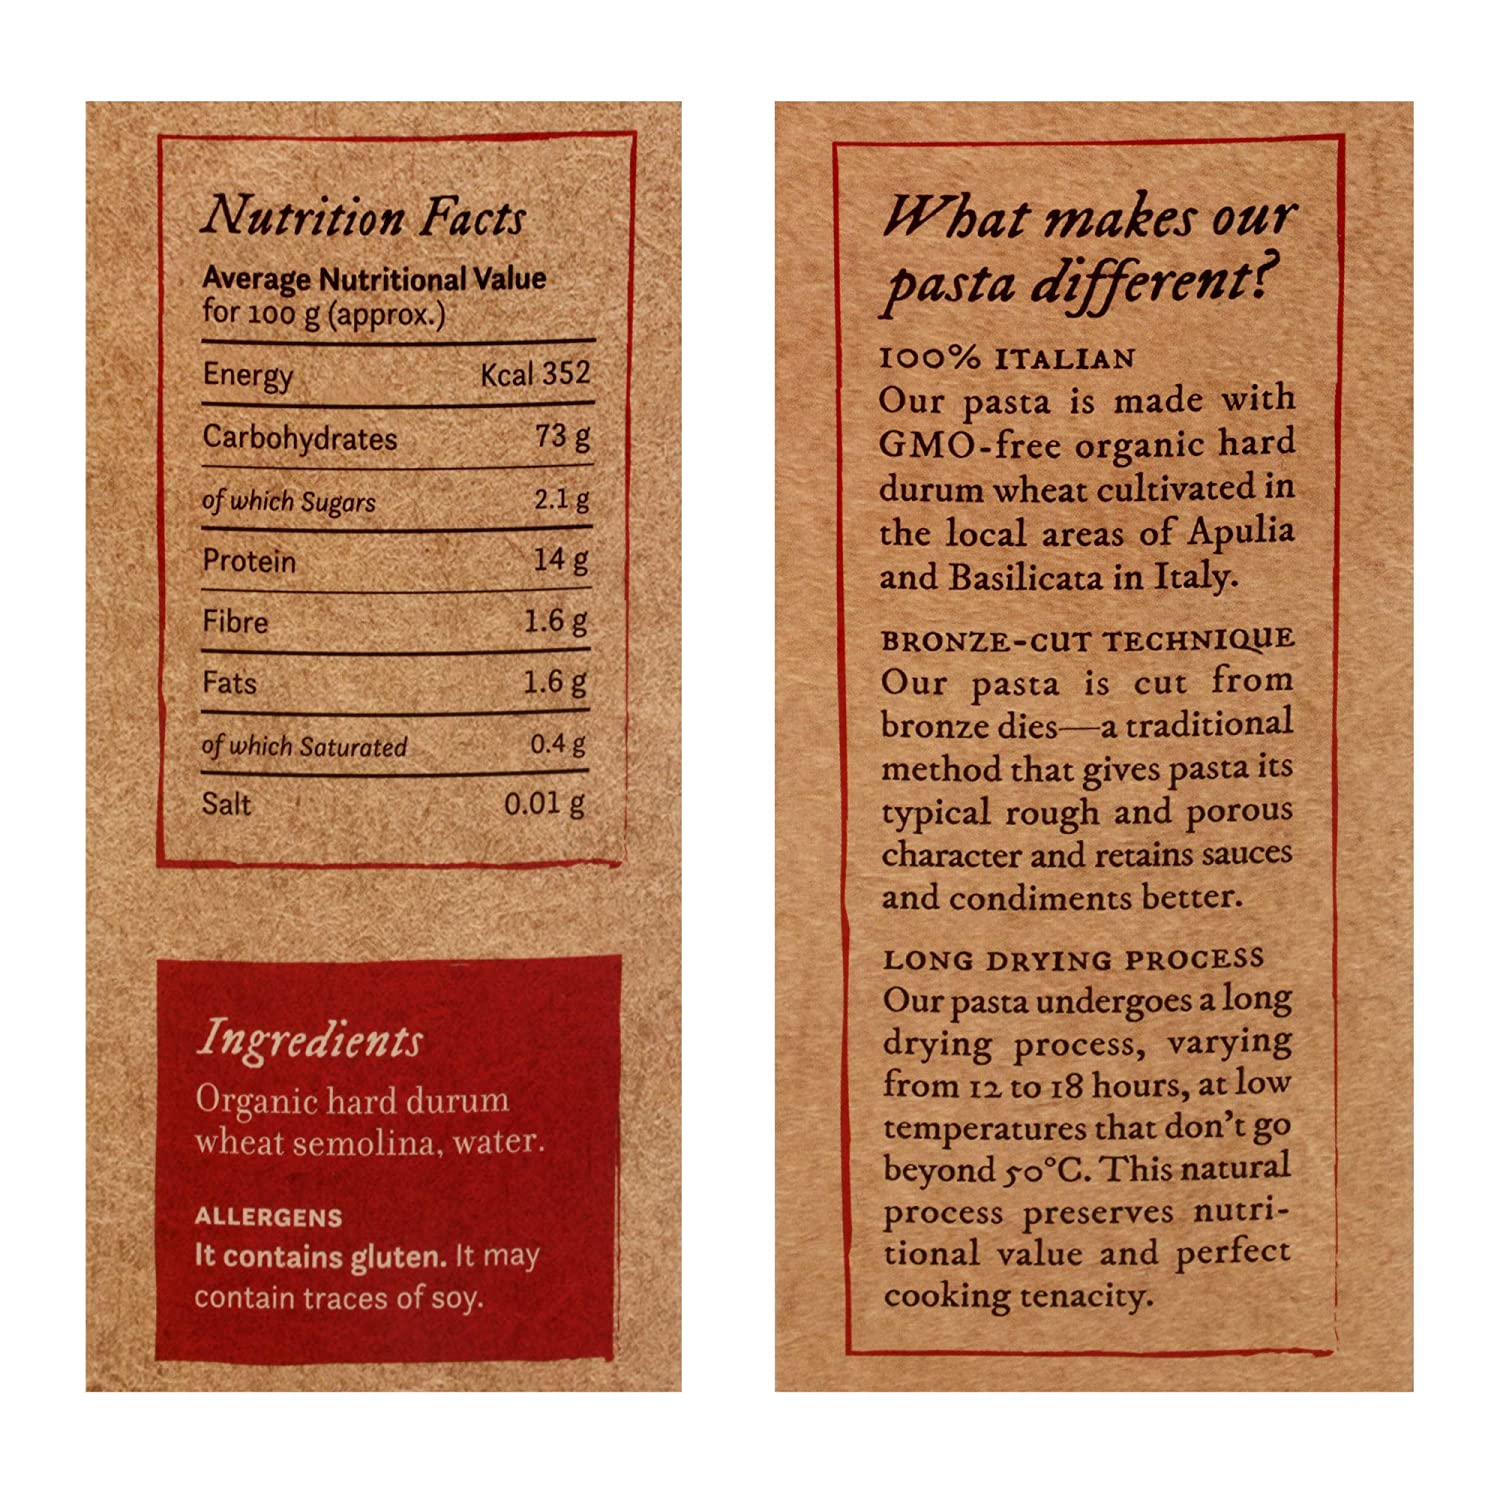 Nutrition Facts
Average Nutritional Value
for 100 g (approx.)
Energy Kcal 352
Carbohydrates 73 g
of which Sugars 2.1 g
Protein 14 g
Fibre 1.6 g
Fats 1.6 g
of which Saturated 0.4 g
Salt 0.01 g
Ingredients
Organic hard durum
wheat semolina, water.
ALLERGENS
It contains gluten. It may
contain traces of soy.
What makes our
pasta different?
100% ITALIAN
Our pasta is made with
GMO-free organic hard
durum wheat cultivated in
the local areas of Apulia
and Basilicata in Italy.
BRONZE-CUT TECHNIQUE
Our pasta is cut from
bronze dies—a traditional
method that gives pasta its
typical rough and porous
character and retains sauces
and condiments better.
LONG DRYING PROCESS
Our pasta undergoes a long
drying process, varying
from 12 to 18 hours, at low
temperatures that don't go
beyond 50°C. This natural
process preserves nutri-
tional value and perfect
cooking tenacity.